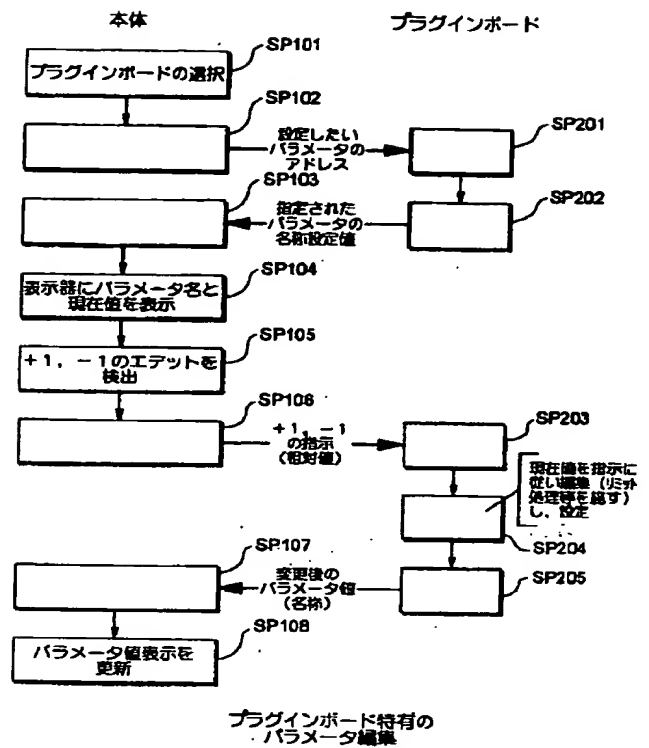 本体
プラグインボード
SP101
プラグインボードの選択
SP102
設定したい
パラメータの
アドレス
SP201
SP103
指定された
パラメータの
名称設定値
SP202
SP104
表示器にパラメータ名と
現在値を表示
SP105
+1，-1のエデットを
検出
SP106
+1，-1
の指示
(相対値)
SP203
現在値を指示に
従い編集 (リミット
処理等を施す)
し、設定
SP204
SP107
変更後の
パラメータ値
(名称)
SP205
SP108
パラメータ値表示を
更新
プラグインボード特有の
パラメータ編集